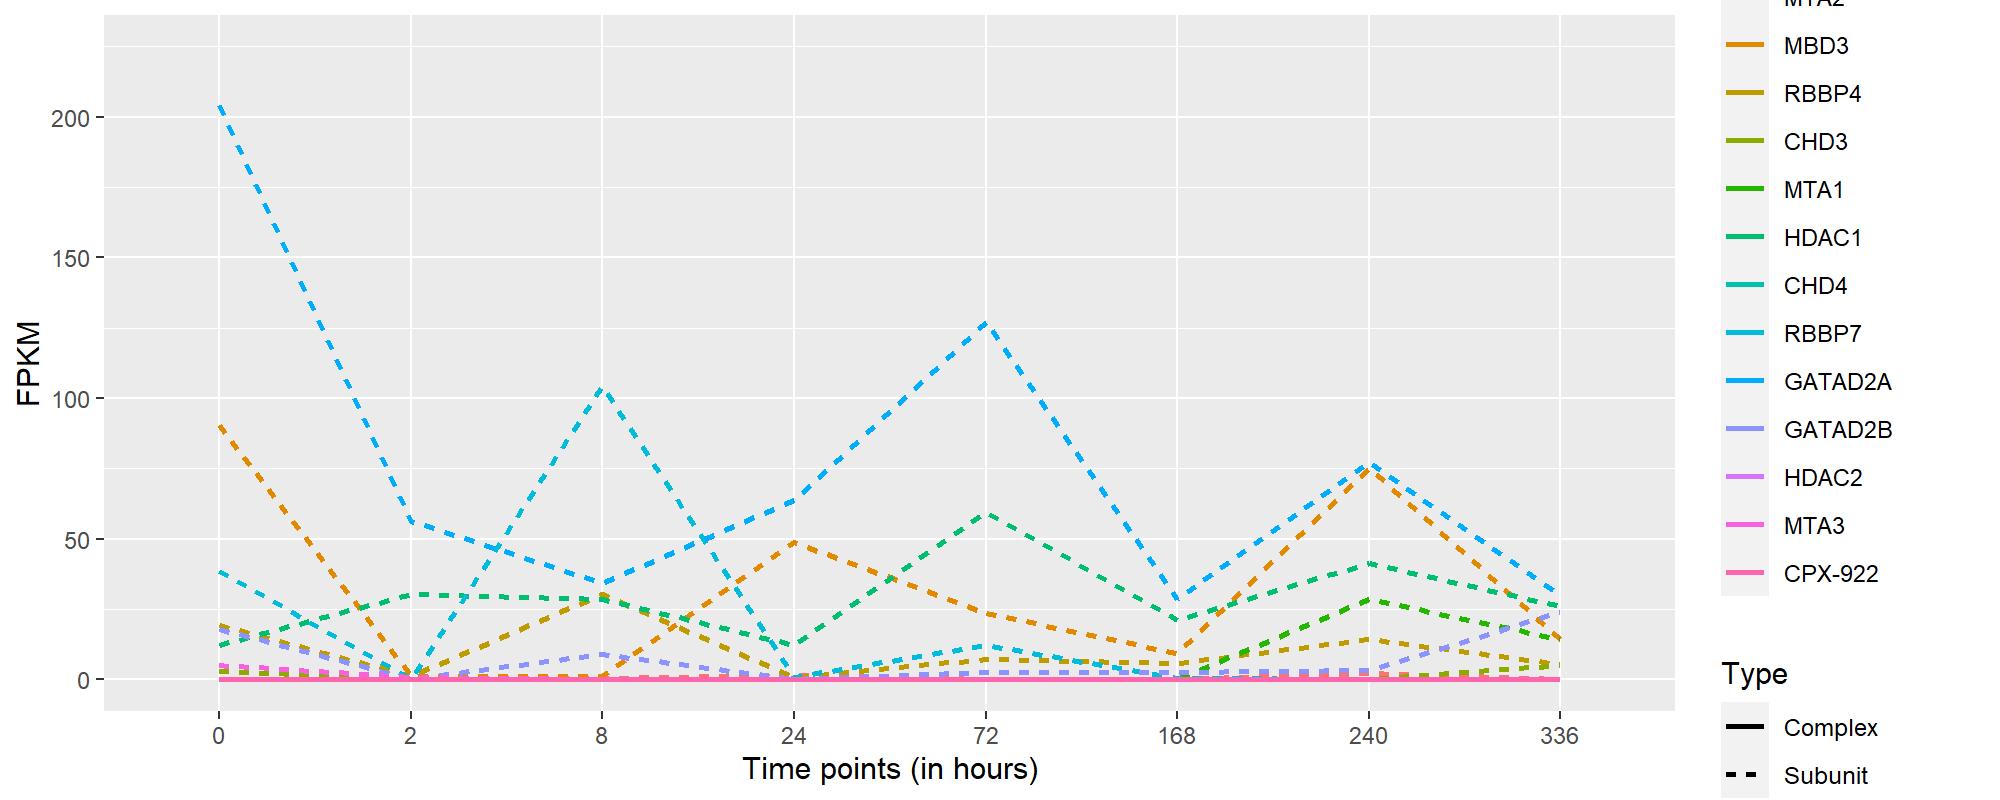 MTA2
MBD3
RBBP4
CHD3
MTA1
HDAC1
CHD4
RBBP7
GATAD2A
GATAD2B
HDAC2
MTA3
CPX-922
Type
Complex
Subunit
FPKM
200
150
100
50
0
0 2 8 24 72 168 240 336
Time points (in hours)